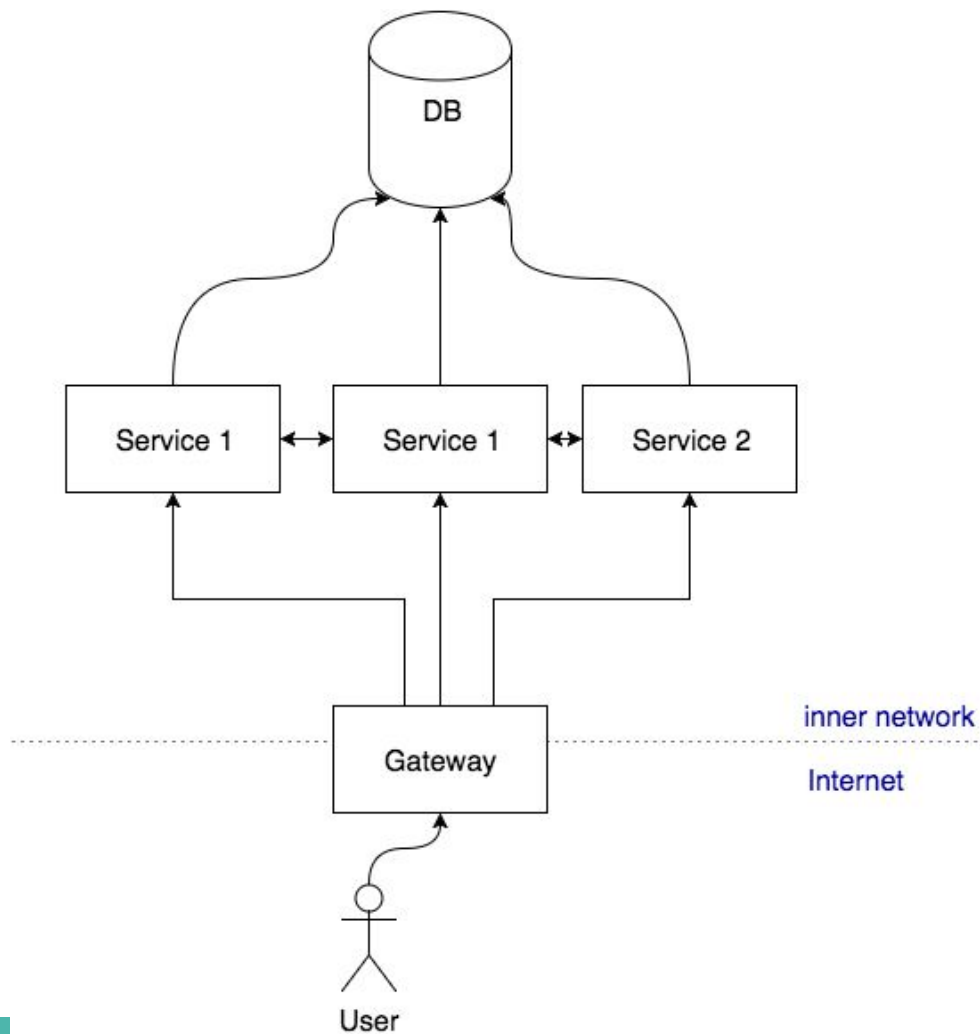 DB
Service 1
Service 1
Service 2
inner network
Gateway
Internet
User